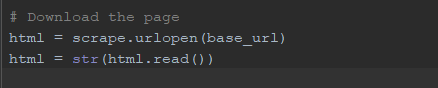 # Download the page
html = scrape.urlopen(base_url)
html = str(html.read())